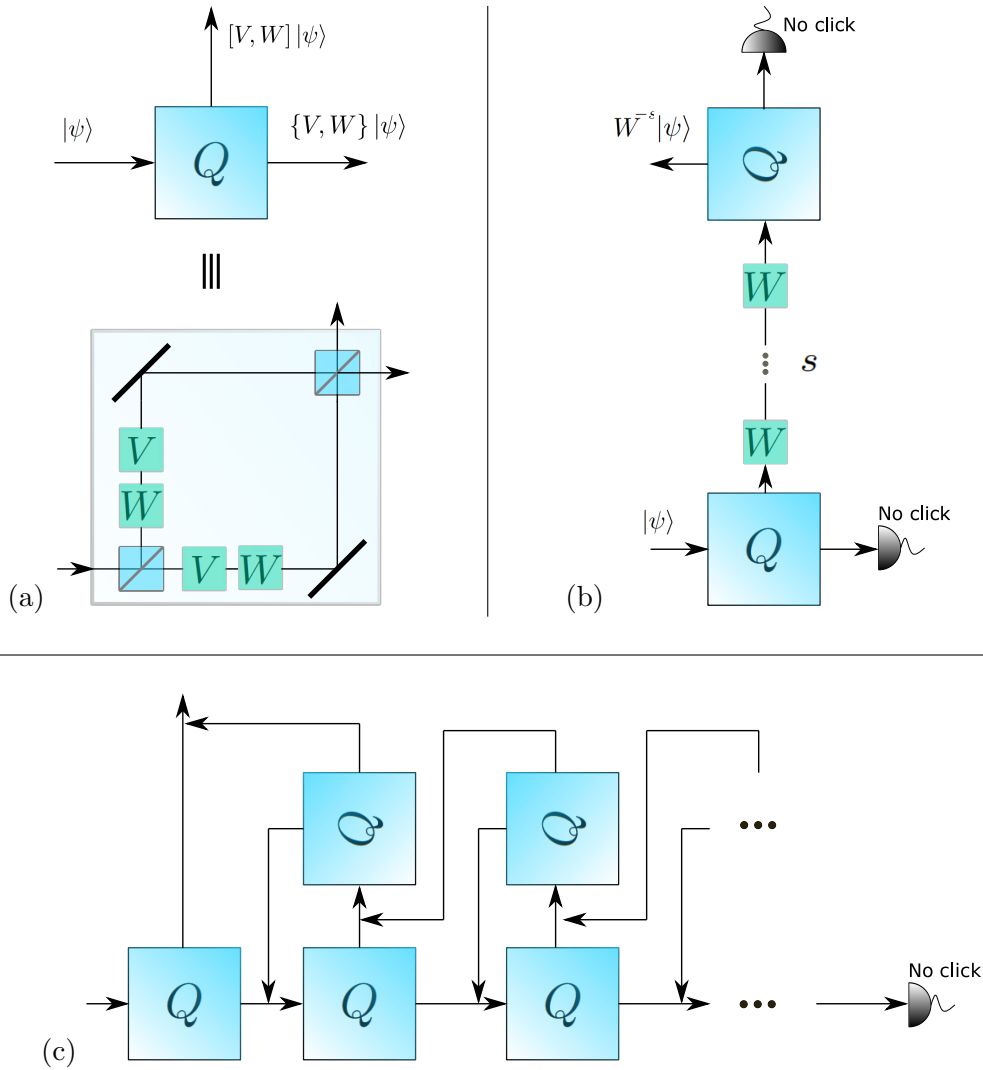 [V, W] |ψ⟩
|ψ⟩
{V, W} |ψ⟩
Q
V
W
V W
(a)
No click
W^{-s}|ψ⟩
Q
W
s
W
No click
|ψ⟩
Q
(b)
Q
Q
Q
Q
Q
No click
(c)